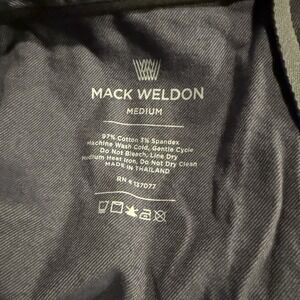 MACK WELDON
MEDIUM
97% Cotton 3% Spandex
Machine Wash Cold, Gentle Cycle
Do Not Bleach, Line Dry
Medium Heat Iron, Do Not Dry Clean
MADE IN THAILAND
RN # 137077